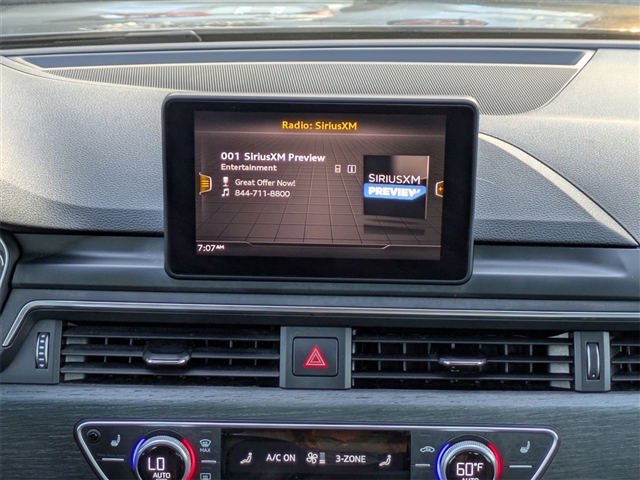 Radio: SiriusXM
001 SiriusXM Preview
Entertainment
Great Offer Now!
844-711-8800
SIRIUSXM
PREVIEW
7:07AM
MAX
LO
AUTO
A/C ON
3-ZONE
60°F
AUTO